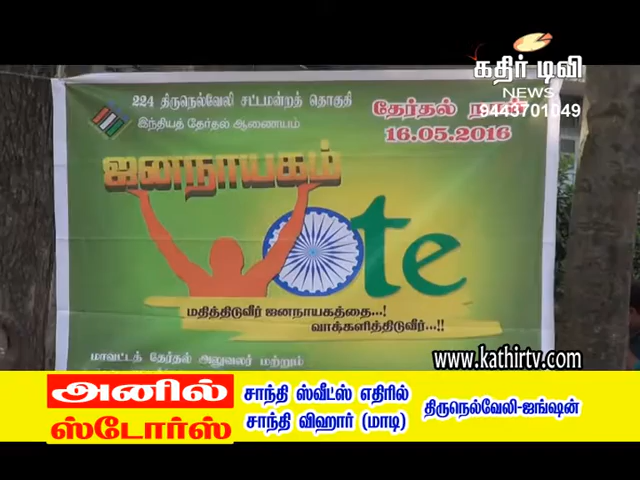 கதிர் டிவி
NEWS
9443701049
224 திருநெல்வேலி சட்டமன்றத் தொகுதி
இந்தியத் தேர்தல் ஆணையம்
தேர்தல் நாள்
16.05.2016
ஜனநாயகம்
Vote
மதித்திடுவீர் ஜனநாயகத்தை...!
வாக்களித்திடுவீர்...!!
மாவட்டத் தேர்தல் அலுவலர் மற்றும்
www.kathirtv.com
அனில்
ஸ்டோர்ஸ்
சாந்தி ஸ்வீட்ஸ் எதிரில்
சாந்தி விஹார் (மாடி)
திருநெல்வேலி-ஜங்ஷன்